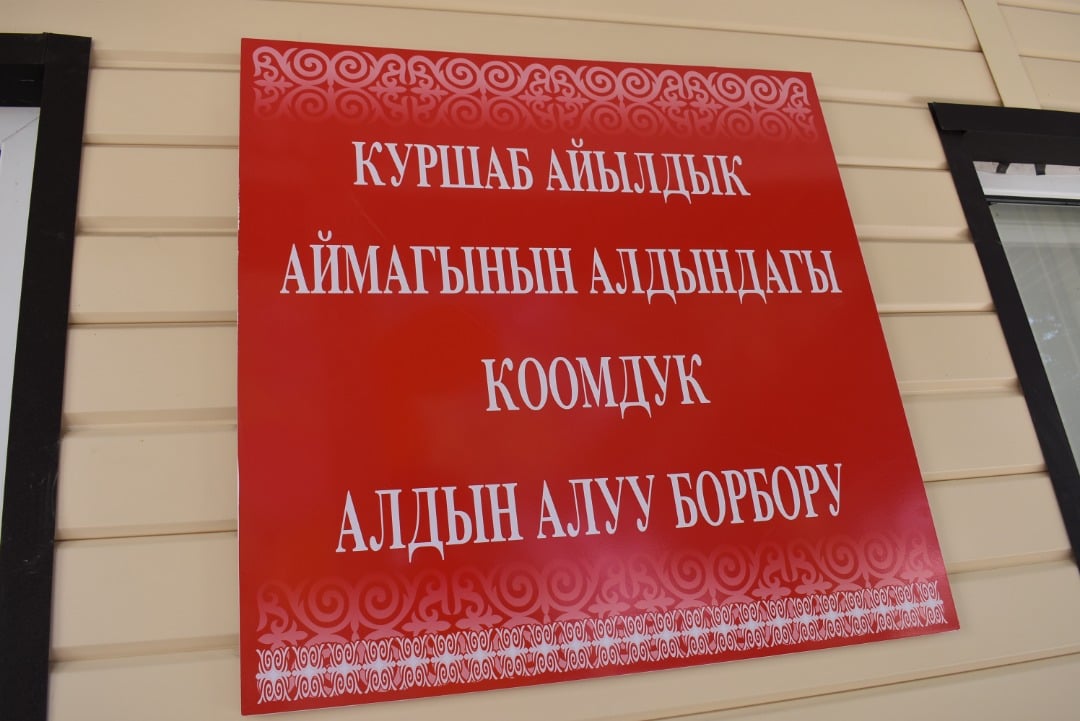 КУРШАБ АЙЫЛДЫК
АЙМАГЫНЫН АЛДЫНДАГЫ
КООМДУК
АЛДЫН АЛУУ БОРБОРУ